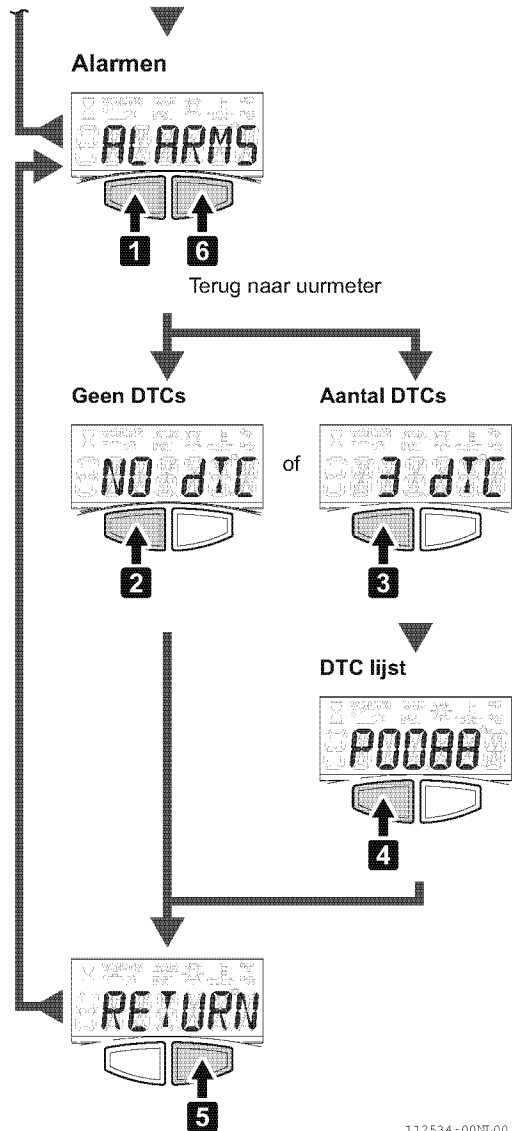 Alarmen
ALARMS
1 6
Terug naar uurmeter
Geen DTCs Aantal DTCs
NO dTC of 3 dTC
2 3
DTC lijst
P0088
4
RETURN
5
112534-00NL00